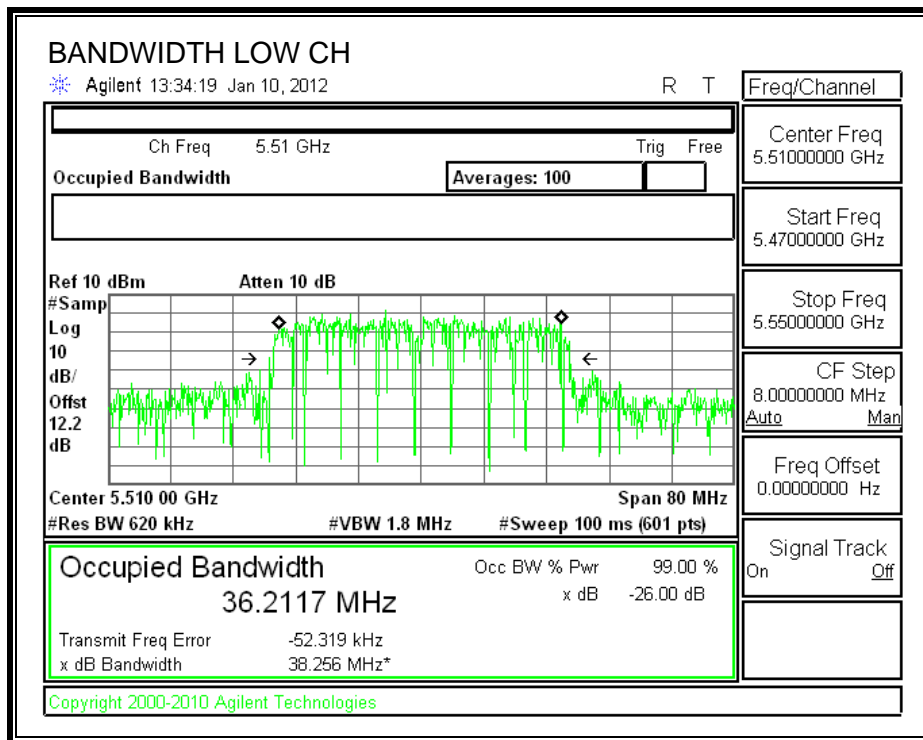 BANDWIDTH LOW CH
Agilent 13:34:19 Jan 10, 2012 R T
Ch Freq 5.51 GHz Trig Free
Occupied Bandwidth Averages: 100
Ref 10 dBm Atten 10 dB
#Samp
Log
10
dB/
Offst
12.2
dB
Center 5.510 00 GHz Span 80 MHz
#Res BW 620 kHz #VBW 1.8 MHz #Sweep 100 ms (601 pts)
Occupied Bandwidth Occ BW % Pwr 99.00 %
36.2117 MHz x dB -26.00 dB
Transmit Freq Error -52.319 kHz
x dB Bandwidth 38.256 MHz*
Copyright 2000-2010 Agilent Technologies
Freq/Channel
Center Freq
5.51000000 GHz
Start Freq
5.47000000 GHz
Stop Freq
5.55000000 GHz
CF Step
8.00000000 MHz
Auto Man
Freq Offset
0.00000000 Hz
Signal Track
On Off